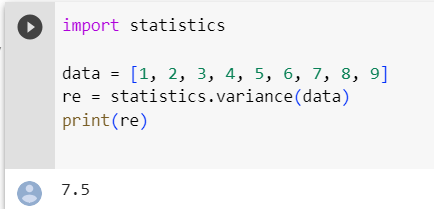 import statistics
data = [1, 2, 3, 4, 5, 6, 7, 8, 9]
re = statistics.variance(data)
print(re)
7.5